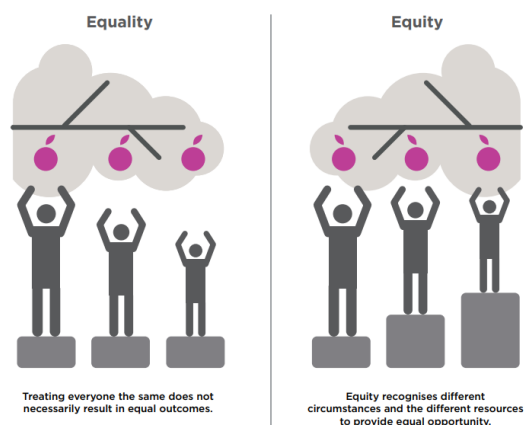 Equality
Treating everyone the same does not
necessarily result in equal outcomes.
Equity
Equity recognises different
circumstances and the different resources
to provide equal opportunity.